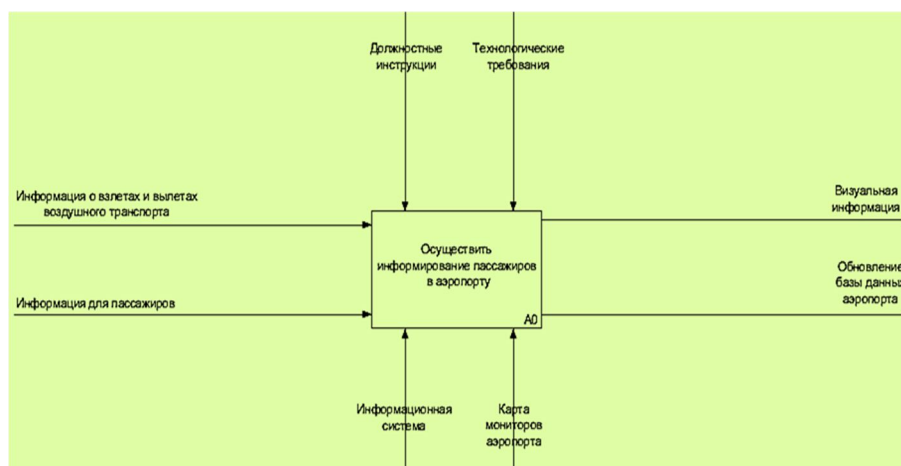 Должностные
инструкции
Технологические
требования
Информация о взлетах и вылетах
воздушного транспорта
Визуальная
информация
Осуществить
информирование пассажиров
в аэропорту
A0
Обновление
базы данных
аэропорта
Информация для пассажиров
Информационная
система
Карта
мониторов
аэропорта